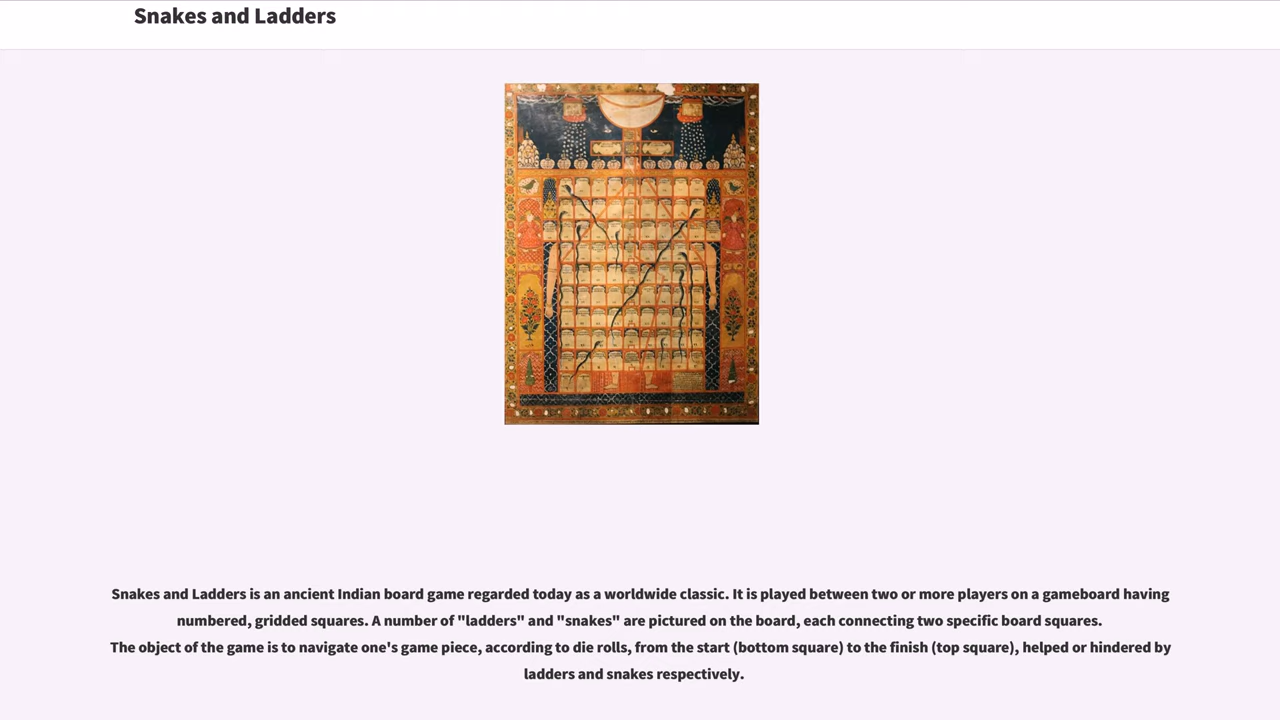 Snakes and Ladders
Snakes and Ladders is an ancient Indian board game regarded today as a worldwide classic. It is played between two or more players on a gameboard having
numbered, gridded squares. A number of "ladders" and "snakes" are pictured on the board, each connecting two specific board squares.
The object of the game is to navigate one's game piece, according to die rolls, from the start (bottom square) to the finish (top square), helped or hindered by
ladders and snakes respectively.